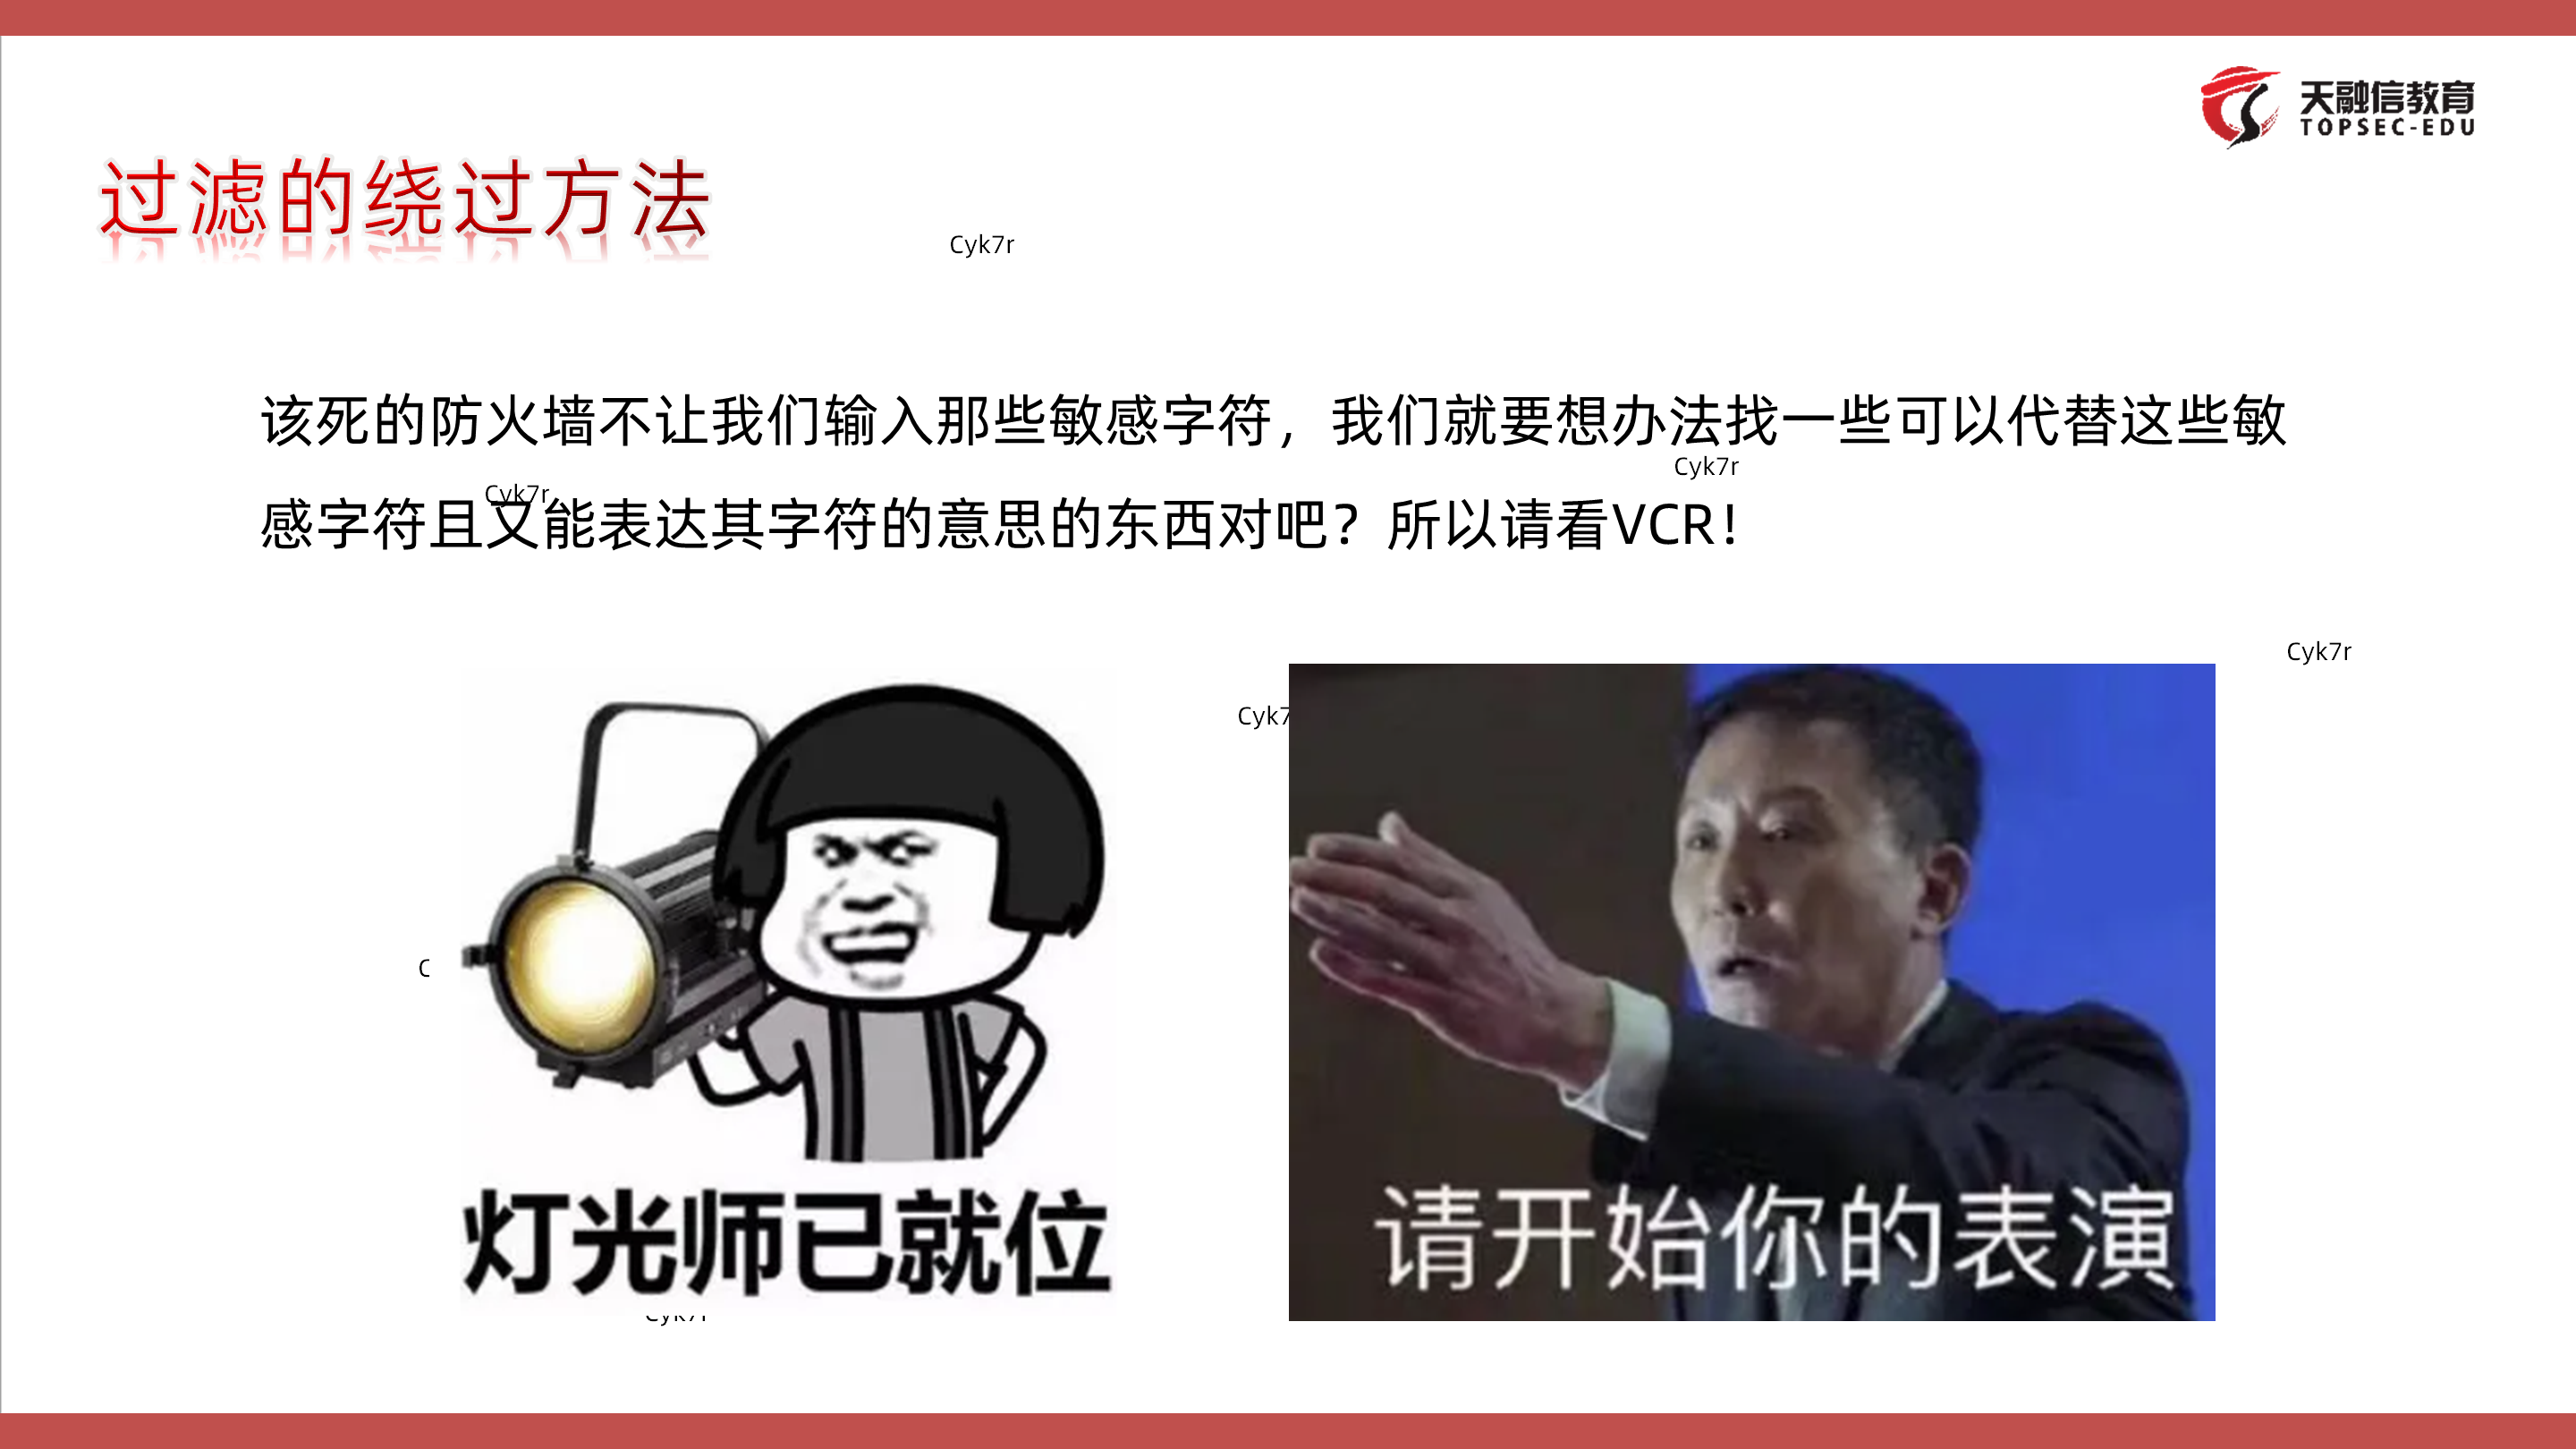 天融信教育
TOPSEC-EDU
过滤的绕过方法
Cyk7r
该死的防火墙不让我们输入那些敏感字符，我们就要想办法找一些可以代替这些敏
Cyk7r
Cyk7r
感字符且又能表达其字符的意思的东西对吧？所以请看VCR！
Cyk7r
Cyk7
C
灯光师已就位
请开始你的表演